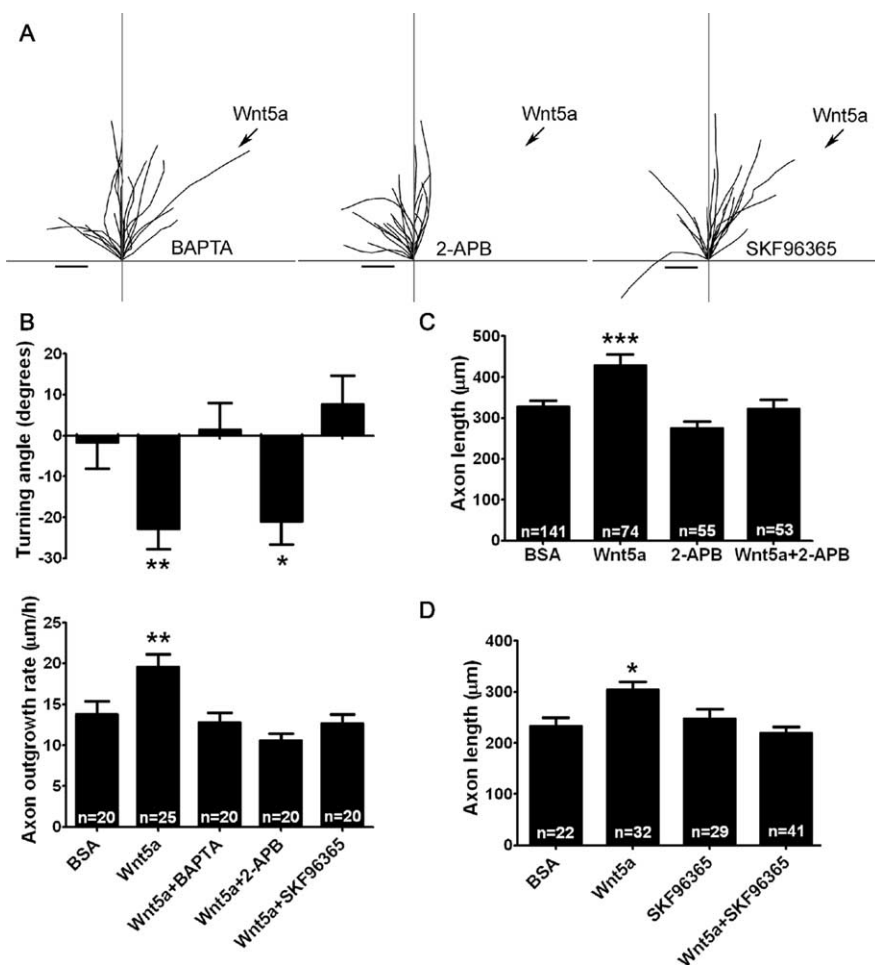 A
Wnt5a
Wnt5a
Wnt5a
BAPTA
2-APB
SKF96365
B
Turning angle (degrees)
20
10
0
-10
-20
-30
**
*
Axon outgrowth rate (µm/h)
25
20
15
10
5
0
**
n=20
n=25
n=20
n=20
n=20
BSA
Wnt5a
Wnt5a+BAPTA
Wnt5a+2-APB
Wnt5a+SKF96365
C
Axon length (µm)
500
400
300
200
100
0
***
n=141
n=74
n=55
n=53
BSA
Wnt5a
2-APB
Wnt5a+2-APB
D
Axon length (µm)
400
300
200
100
0
*
n=22
n=32
n=29
n=41
BSA
Wnt5a
SKF96365
Wnt5a+SKF96365